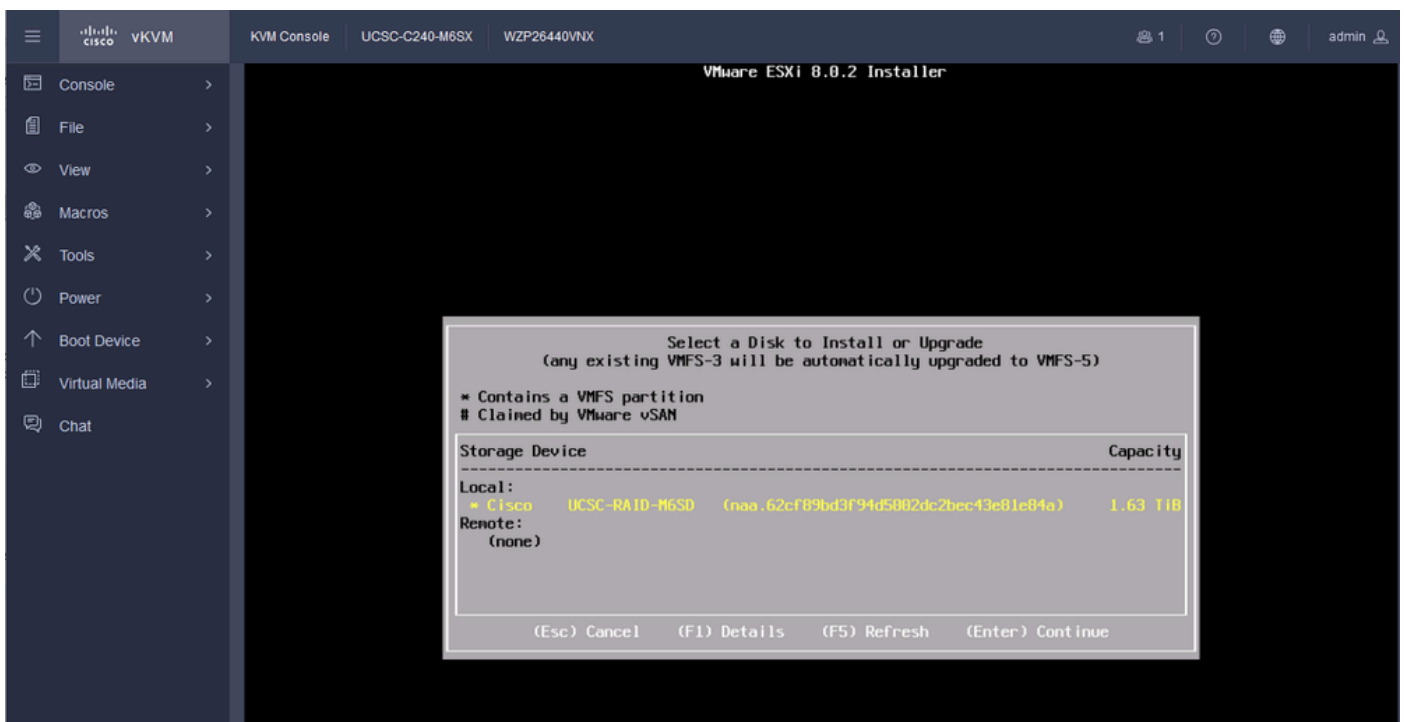 cisco vKVM
KVM Console UCSC-C240-M6SX WZP26440VNX 1 admin
Console
File
View
Macros
Tools
Power
Boot Device
Virtual Media
Chat
VMware ESXi 8.0.2 Installer
Select a Disk to Install or Upgrade
(any existing VMFS-3 will be automatically upgraded to VMFS-5)
* Contains a VMFS partition
# Claimed by VMware vSAN
Storage Device Capacity
Local:
* Cisco UCSC-RAID-M6SD (naa.62cf89bd3f94d5002dc2bec43e81e84a) 1.63 TiB
Remote:
(none)
(Esc) Cancel (F1) Details (F5) Refresh (Enter) Continue